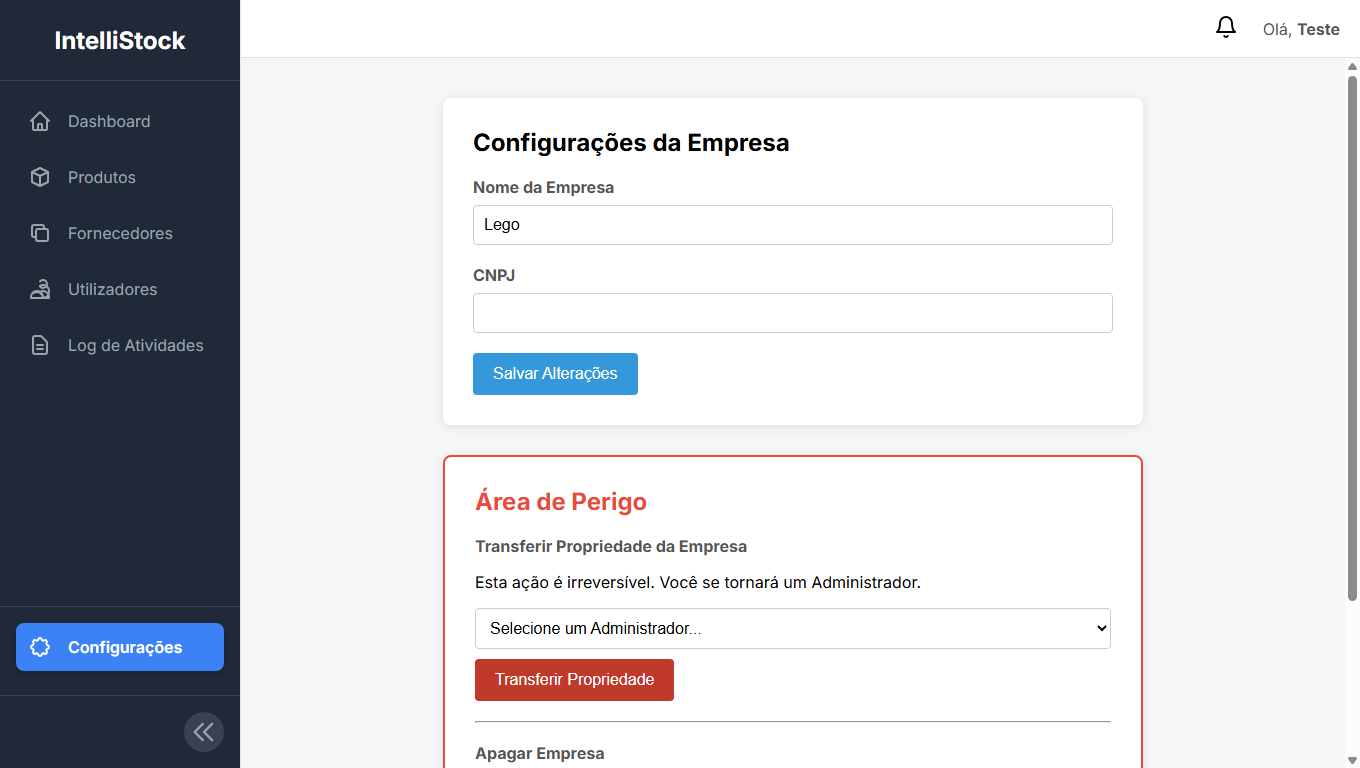 IntelliStock
Olá, Teste
Dashboard
Produtos
Fornecedores
Utilizadores
Log de Atividades
Configurações
Configurações da Empresa
Nome da Empresa
Lego
CNPJ
Salvar Alterações
Área de Perigo
Transferir Propriedade da Empresa
Esta ação é irreversível. Você se tornará um Administrador.
Selecione um Administrador...
Transferir Propriedade
Apagar Empresa